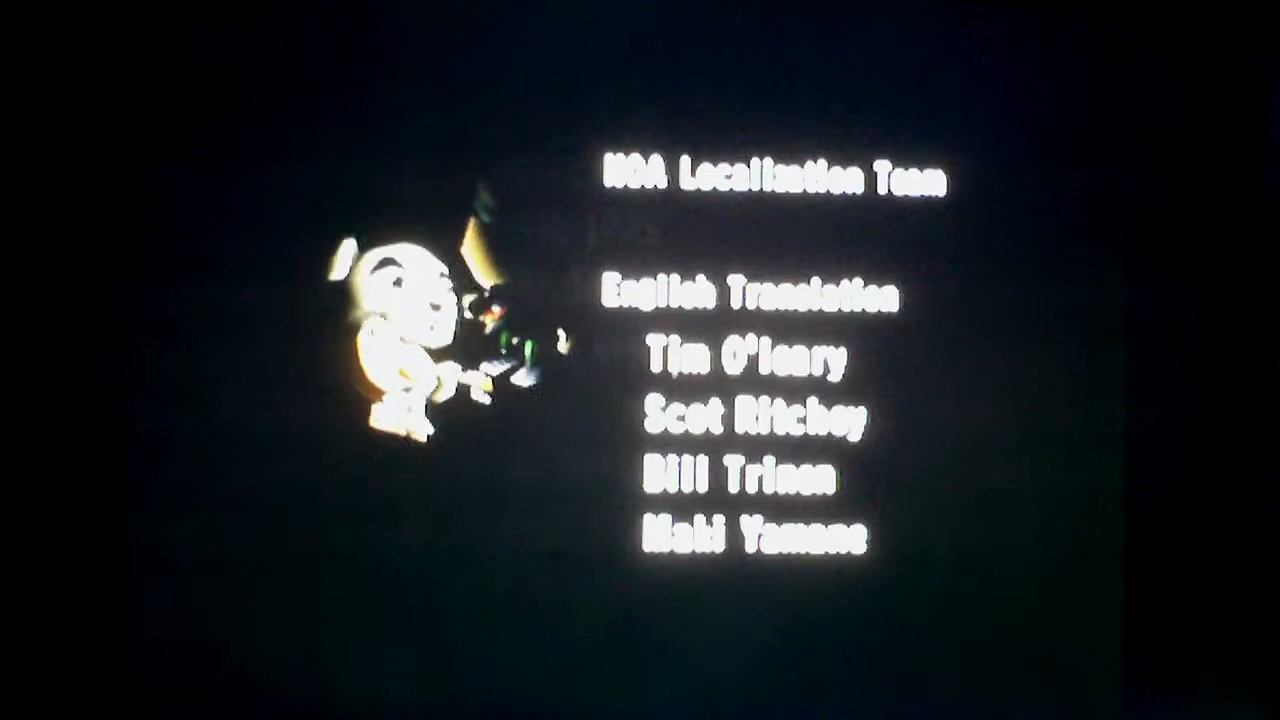 NOA Localization Team
English Translation
Tim O'leary
Scot Ritchey
Bill Trinen
Maki Yamane